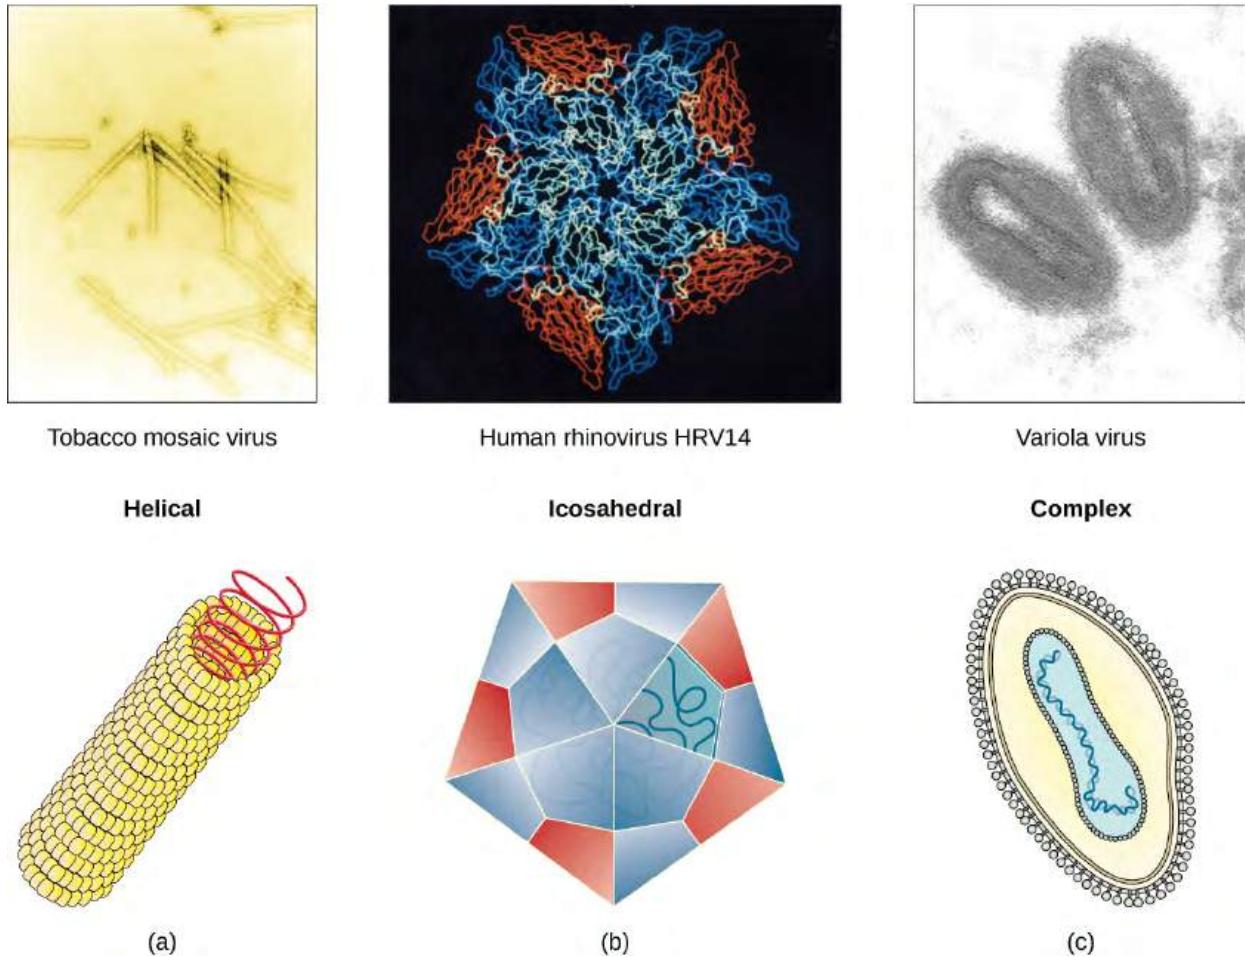 Tobacco mosaic virus
Human rhinovirus HRV14
Variola virus
Helical
Icosahedral
Complex
(a)
(b)
(c)